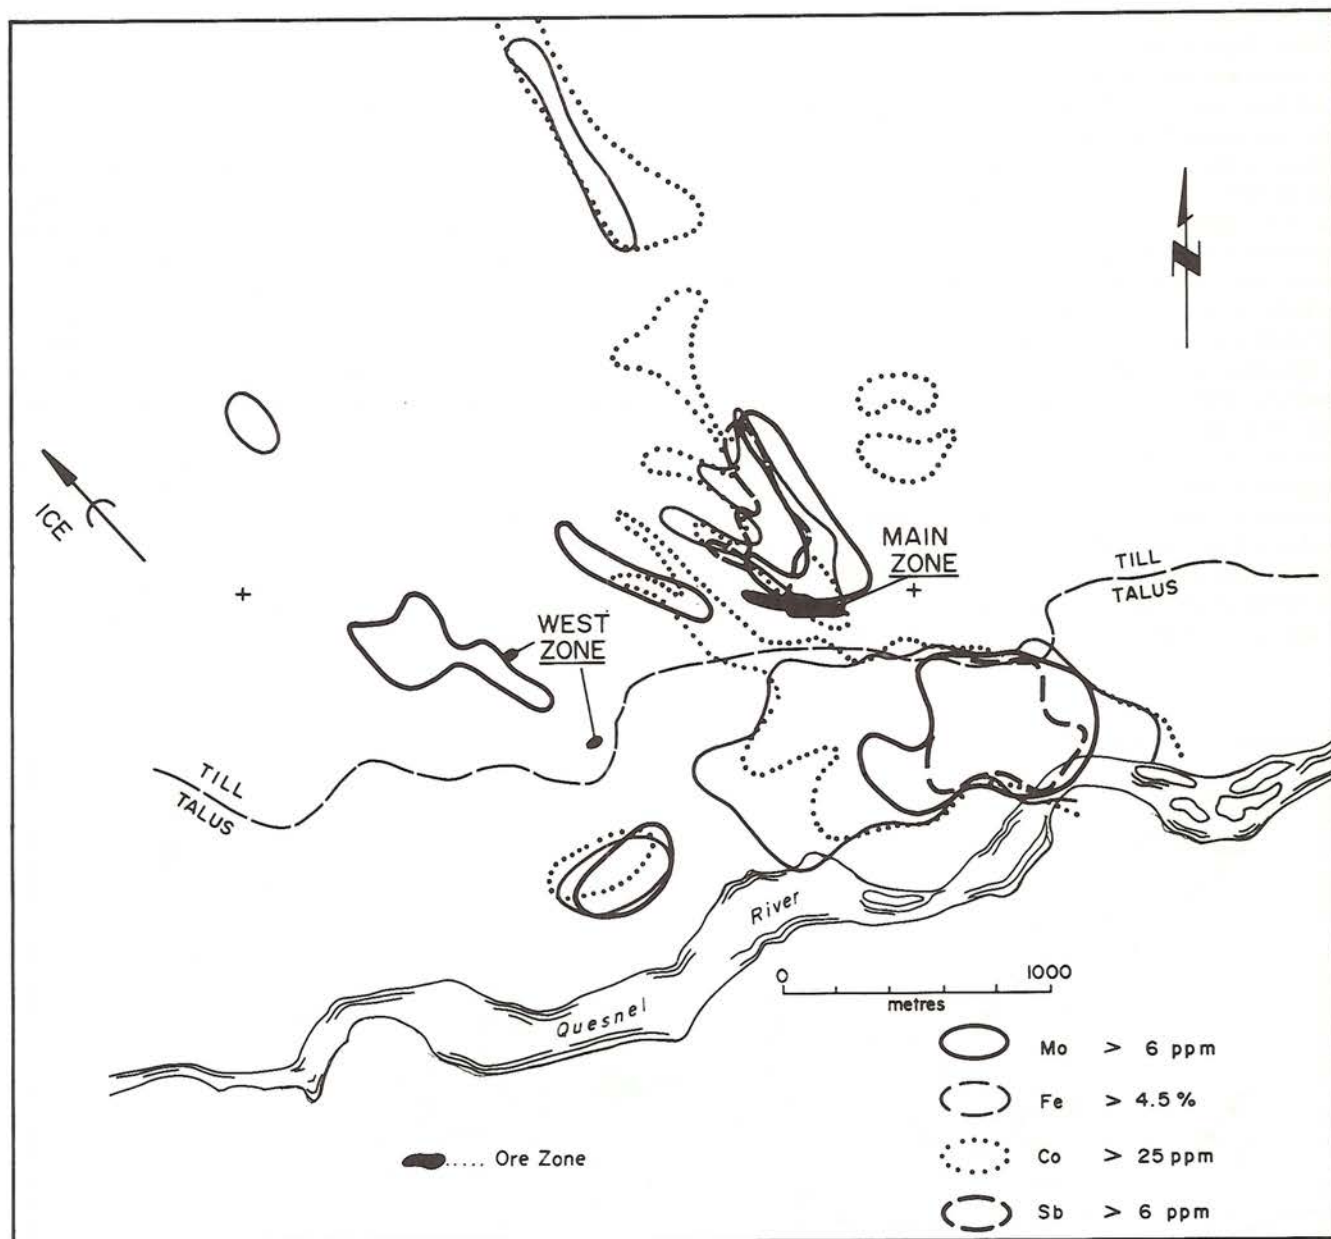 N
ICE
MAIN
ZONE
TILL
TALUS
WEST
ZONE
TILL
TALUS
River
Quesnel
0 1000
metres
Mo > 6 ppm
Fe > 4.5 %
Co > 25 ppm
..... Ore Zone
Sb > 6 ppm